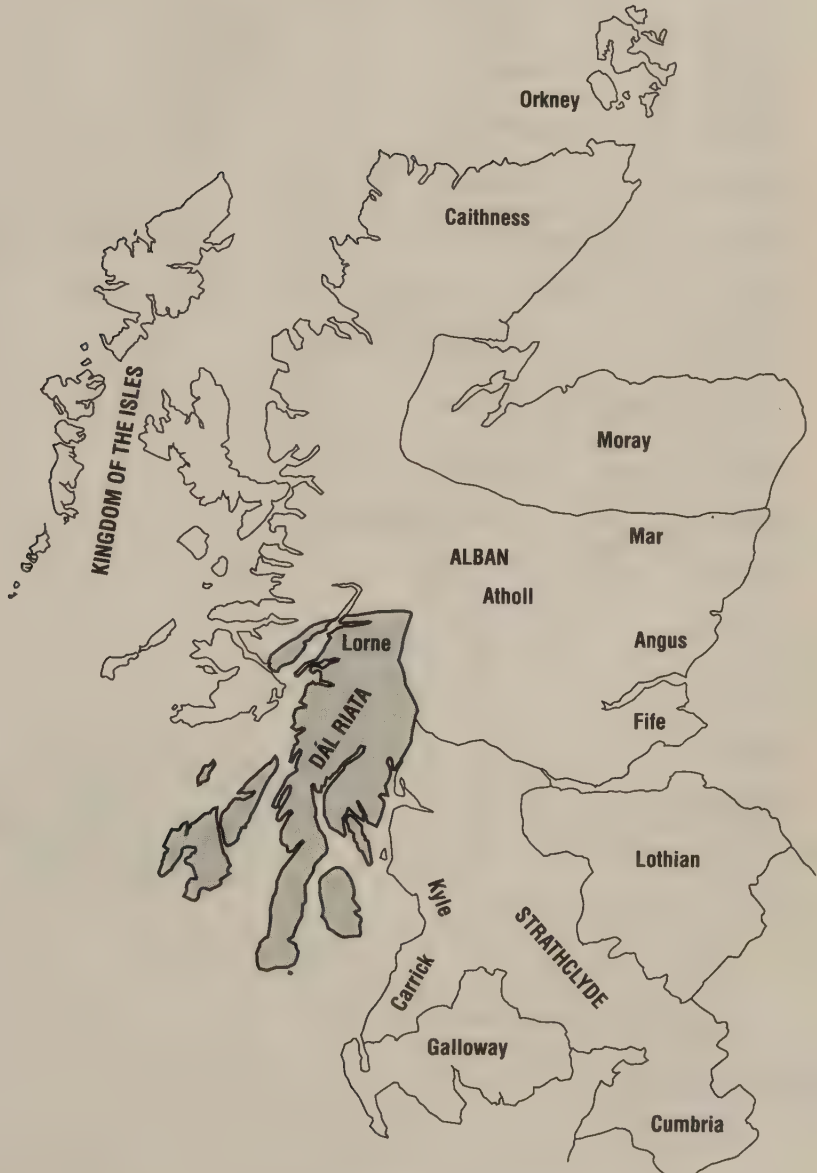 Orkney
Caithness
KINGDOM OF THE ISLES
Moray
Mar
ALBAN
Atholl
Angus
Lorne
DÁL RIATA
Fife
Lothian
Kyle
STRATHCLYDE
Carrick
Galloway
Cumbria